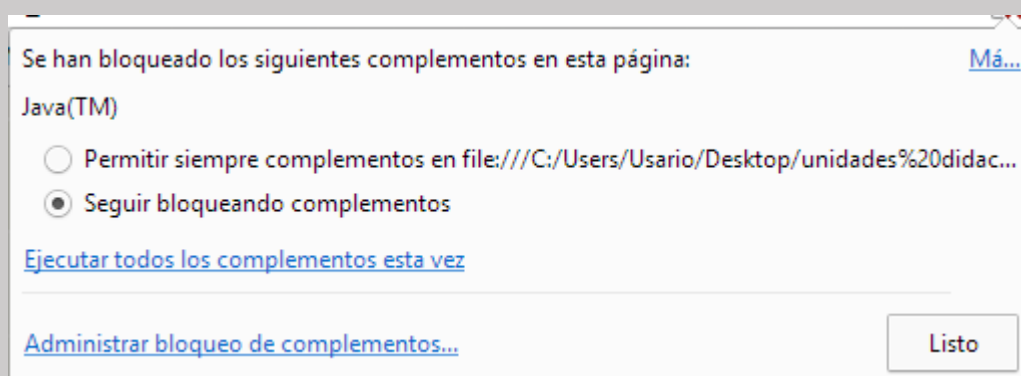 Se han bloqueado los siguientes complementos en esta página: Má...
Java(TM)
Permitir siempre complementos en file:///C:/Users/Usario/Desktop/unidades%20didac...
Seguir bloqueando complementos
Ejecutar todos los complementos esta vez
Administrar bloqueo de complementos... Listo